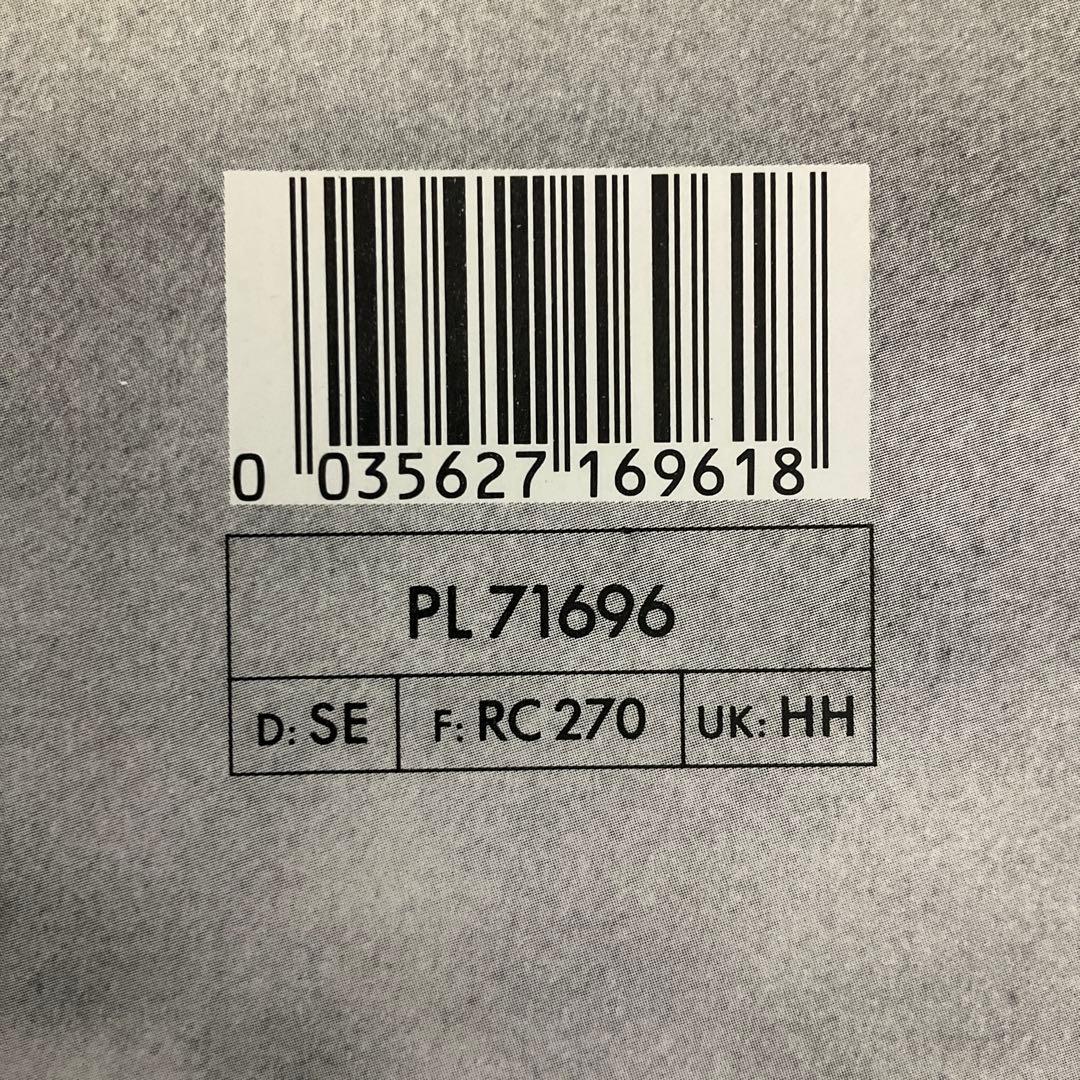 0 035627 169618
PL 71696
D: SE F: RC 270 UK: HH